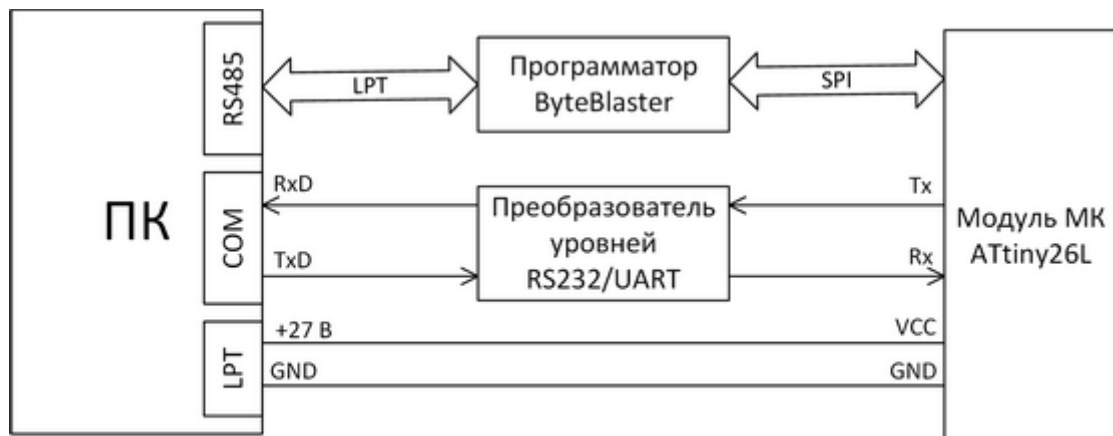 ПК
RS485
COM
LPT
LPT
Программатор
ByteBlaster
SPI
RxD
TxD
Преобразователь
уровней
RS232/UART
Tx
Rx
+27 В
VCC
GND
GND
Модуль МК
ATtiny26L